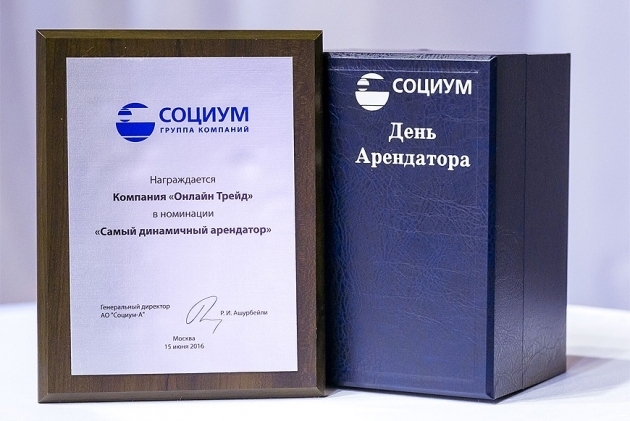 СОЦИУМ
ГРУППА КОМПАНИЙ
Награждается
Компания «Онлайн Трейд»
в номинации
«Самый динамичный арендатор»
Генеральный директор
АО "Социум-А"
Р. И. Ашурбейли
Москва
15 июня 2016
СОЦИУМ
День
Арендатора